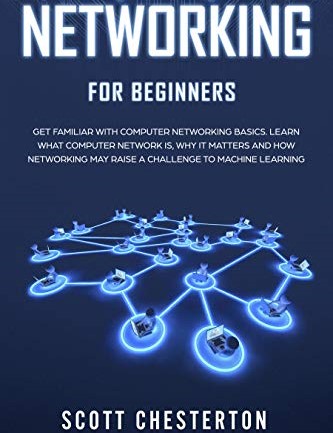 NETWORKING
FOR BEGINNERS
GET FAMILIAR WITH COMPUTER NETWORKING BASICS. LEARN
WHAT COMPUTER NETWORK IS, WHY IT MATTERS AND HOW
NETWORKING MAY RAISE A CHALLENGE TO MACHINE LEARNING
SCOTT CHESTERTON